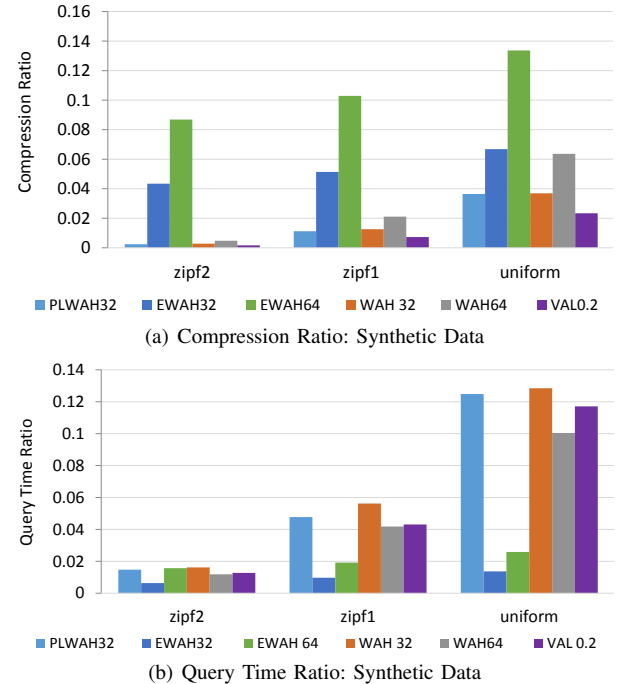 0.16
0.14
0.12
0.1
0.08
0.06
0.04
0.02
0
Compression Ratio
zipf2 zipf1 uniform
PLWAH32 EWAH32 EWAH64 WAH 32 WAH64 VAL0.2
(a) Compression Ratio: Synthetic Data
0.14
0.12
0.1
0.08
0.06
0.04
0.02
0
Query Time Ratio
zipf2 zipf1 uniform
PLWAH32 EWAH32 EWAH 64 WAH 32 WAH64 VAL 0.2
(b) Query Time Ratio: Synthetic Data